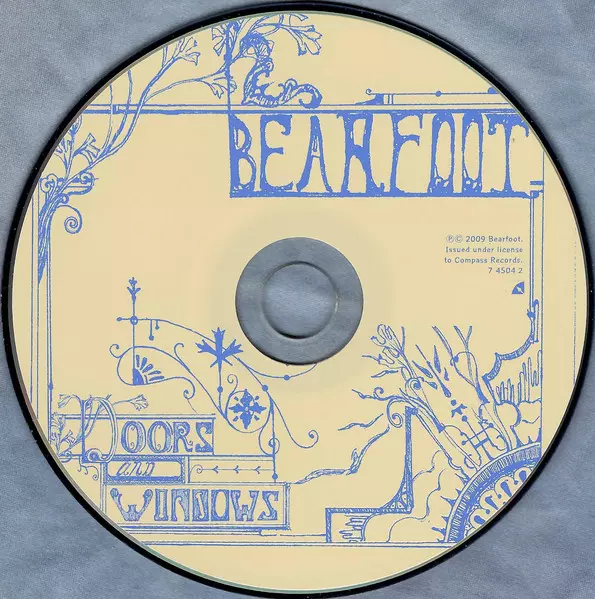 BEARFOOT
℗© 2009 Bearfoot.
Issued under license
to Compass Records.
7 4504 2
DOORS
AND
WINDOWS